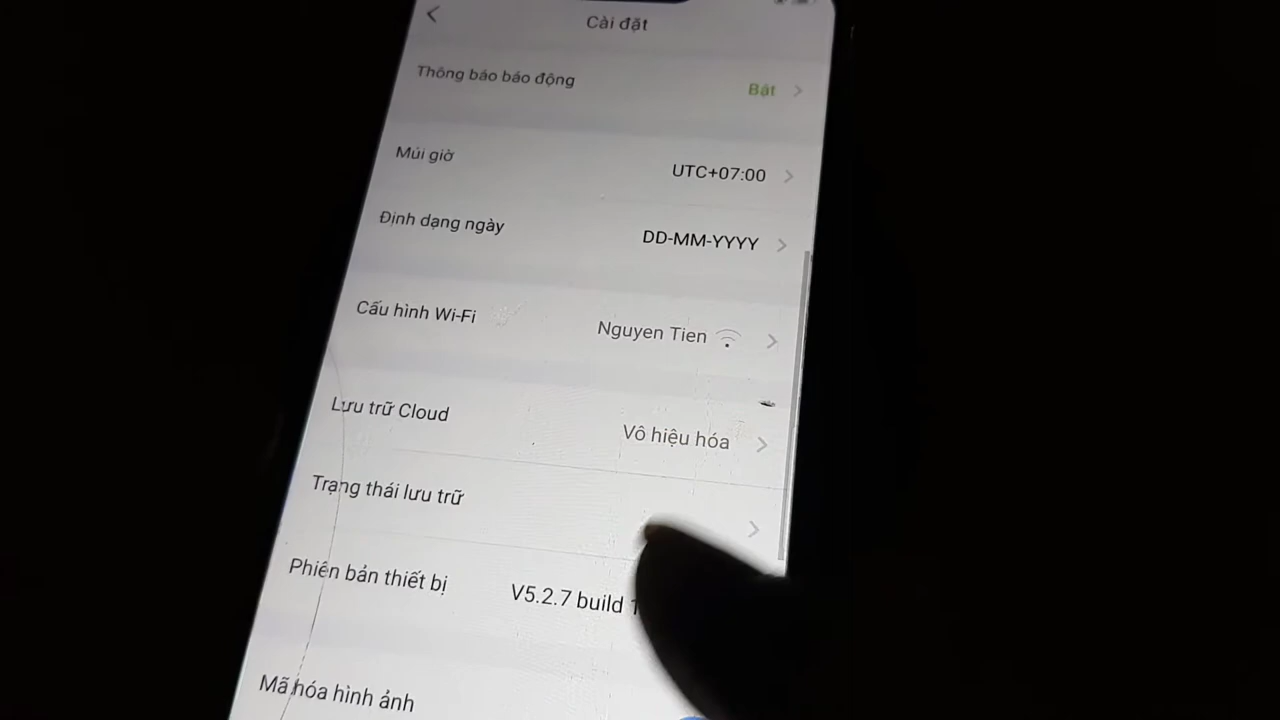 Cài đặt
Thông báo báo động Bật
Múi giờ UTC+07:00
Định dạng ngày DD-MM-YYYY
Cấu hình Wi-Fi Nguyen Tien
Lưu trữ Cloud Vô hiệu hóa
Trạng thái lưu trữ
Phiên bản thiết bị V5.2.7 build
Mã hóa hình ảnh